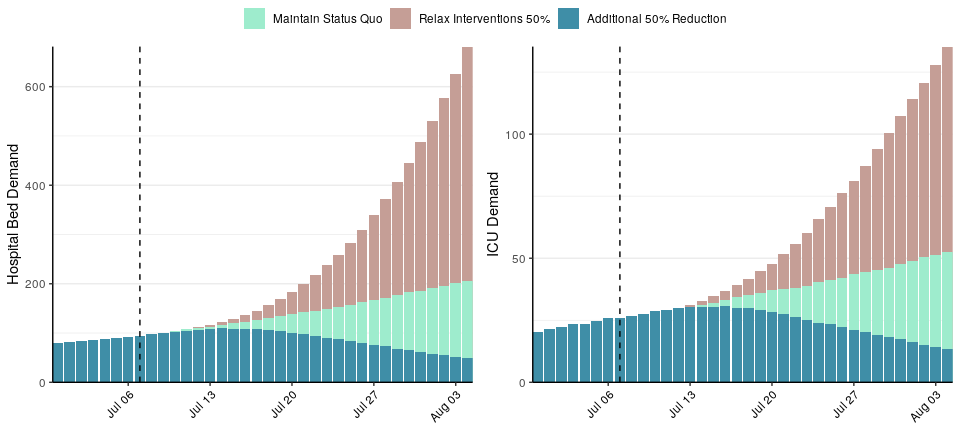 Maintain Status Quo Relax Interventions 50% Additional 50% Reduction
Hospital Bed Demand
600
400
200
0
Jul 06 Jul 13 Jul 20 Jul 27 Aug 03
ICU Demand
100
50
0
Jul 06 Jul 13 Jul 20 Jul 27 Aug 03